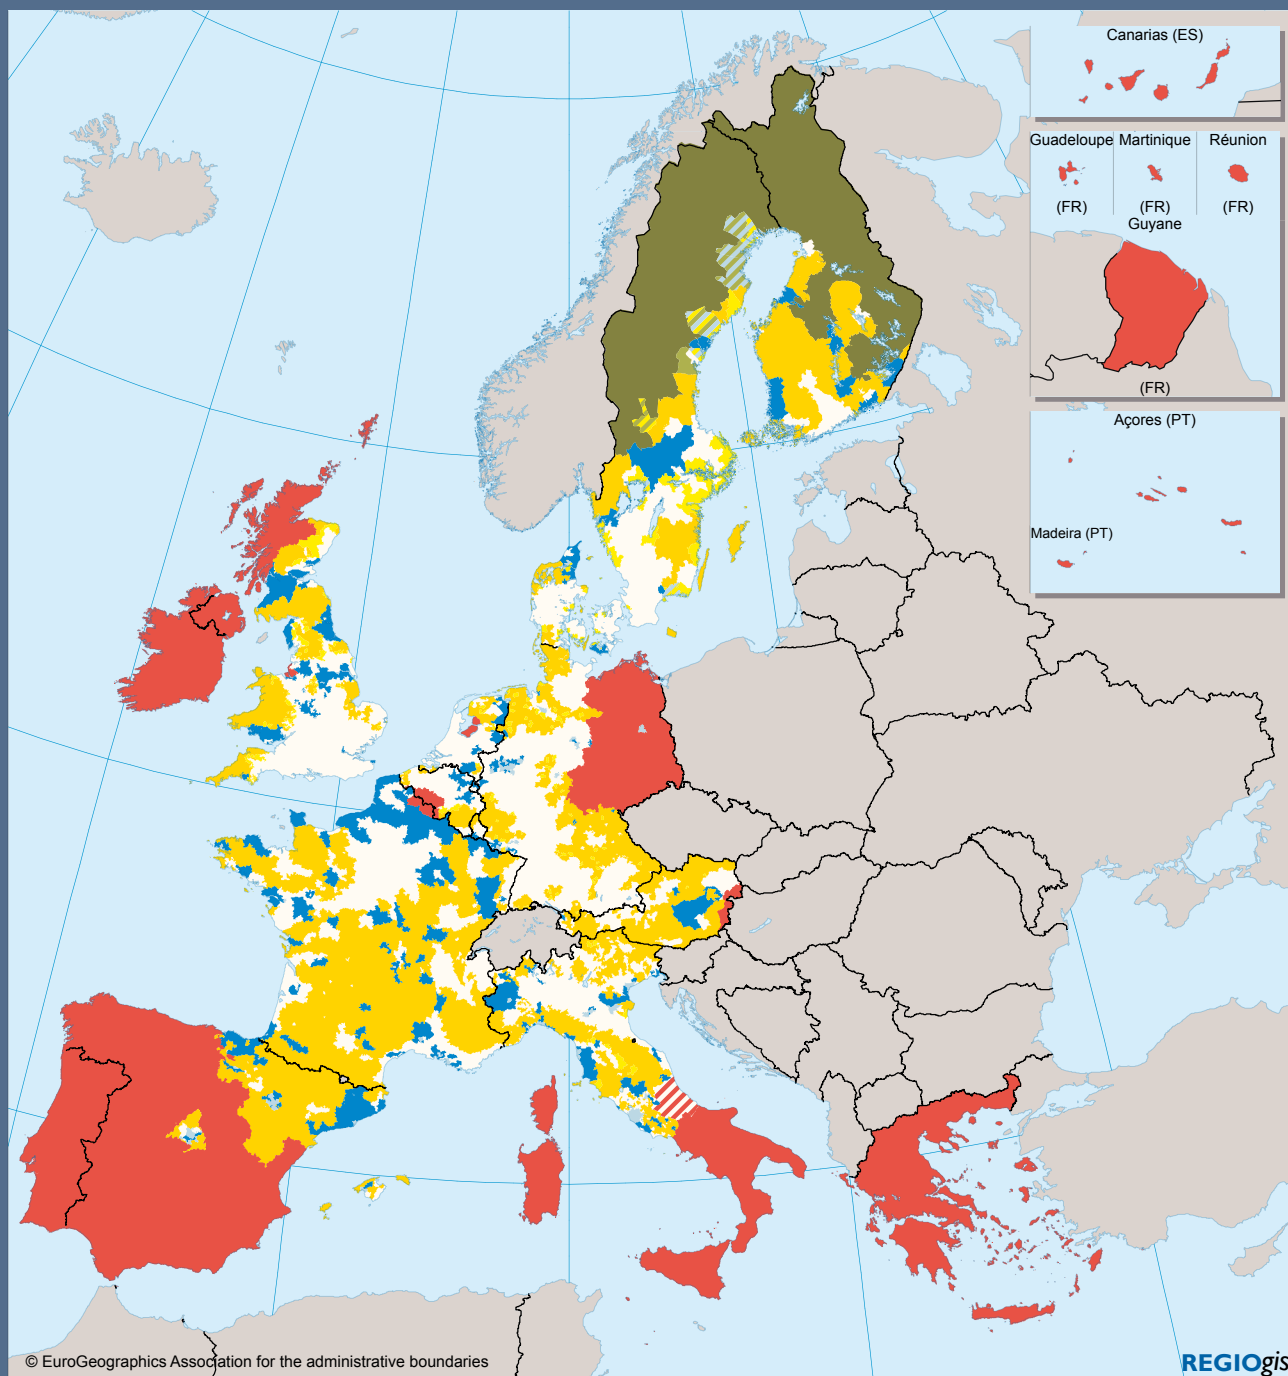 Canarias (ES)
Guadeloupe
Martinique
Réunion
(FR)
(FR)
(FR)
Guyane
(FR)
Açores (PT)
Madeira (PT)
© EuroGeographics Association for the administrative boundaries
REGIOgis